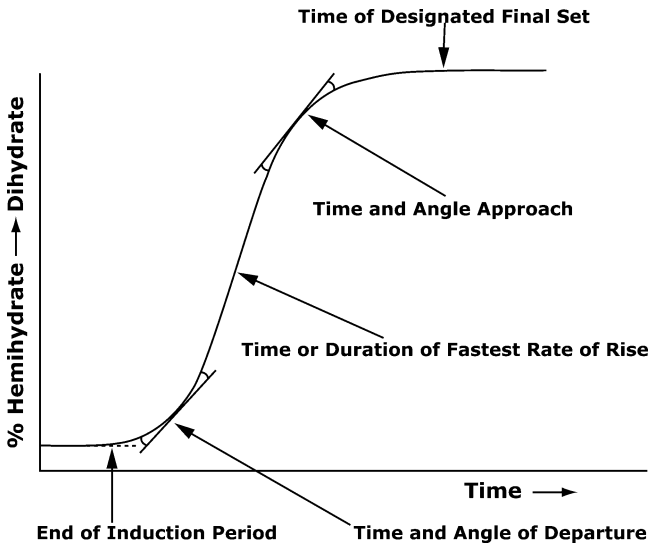 Time of Designated Final Set
Time and Angle Approach
Time or Duration of Fastest Rate of Rise
% Hemihydrate → Dihydrate
Time →
End of Induction Period
Time and Angle of Departure